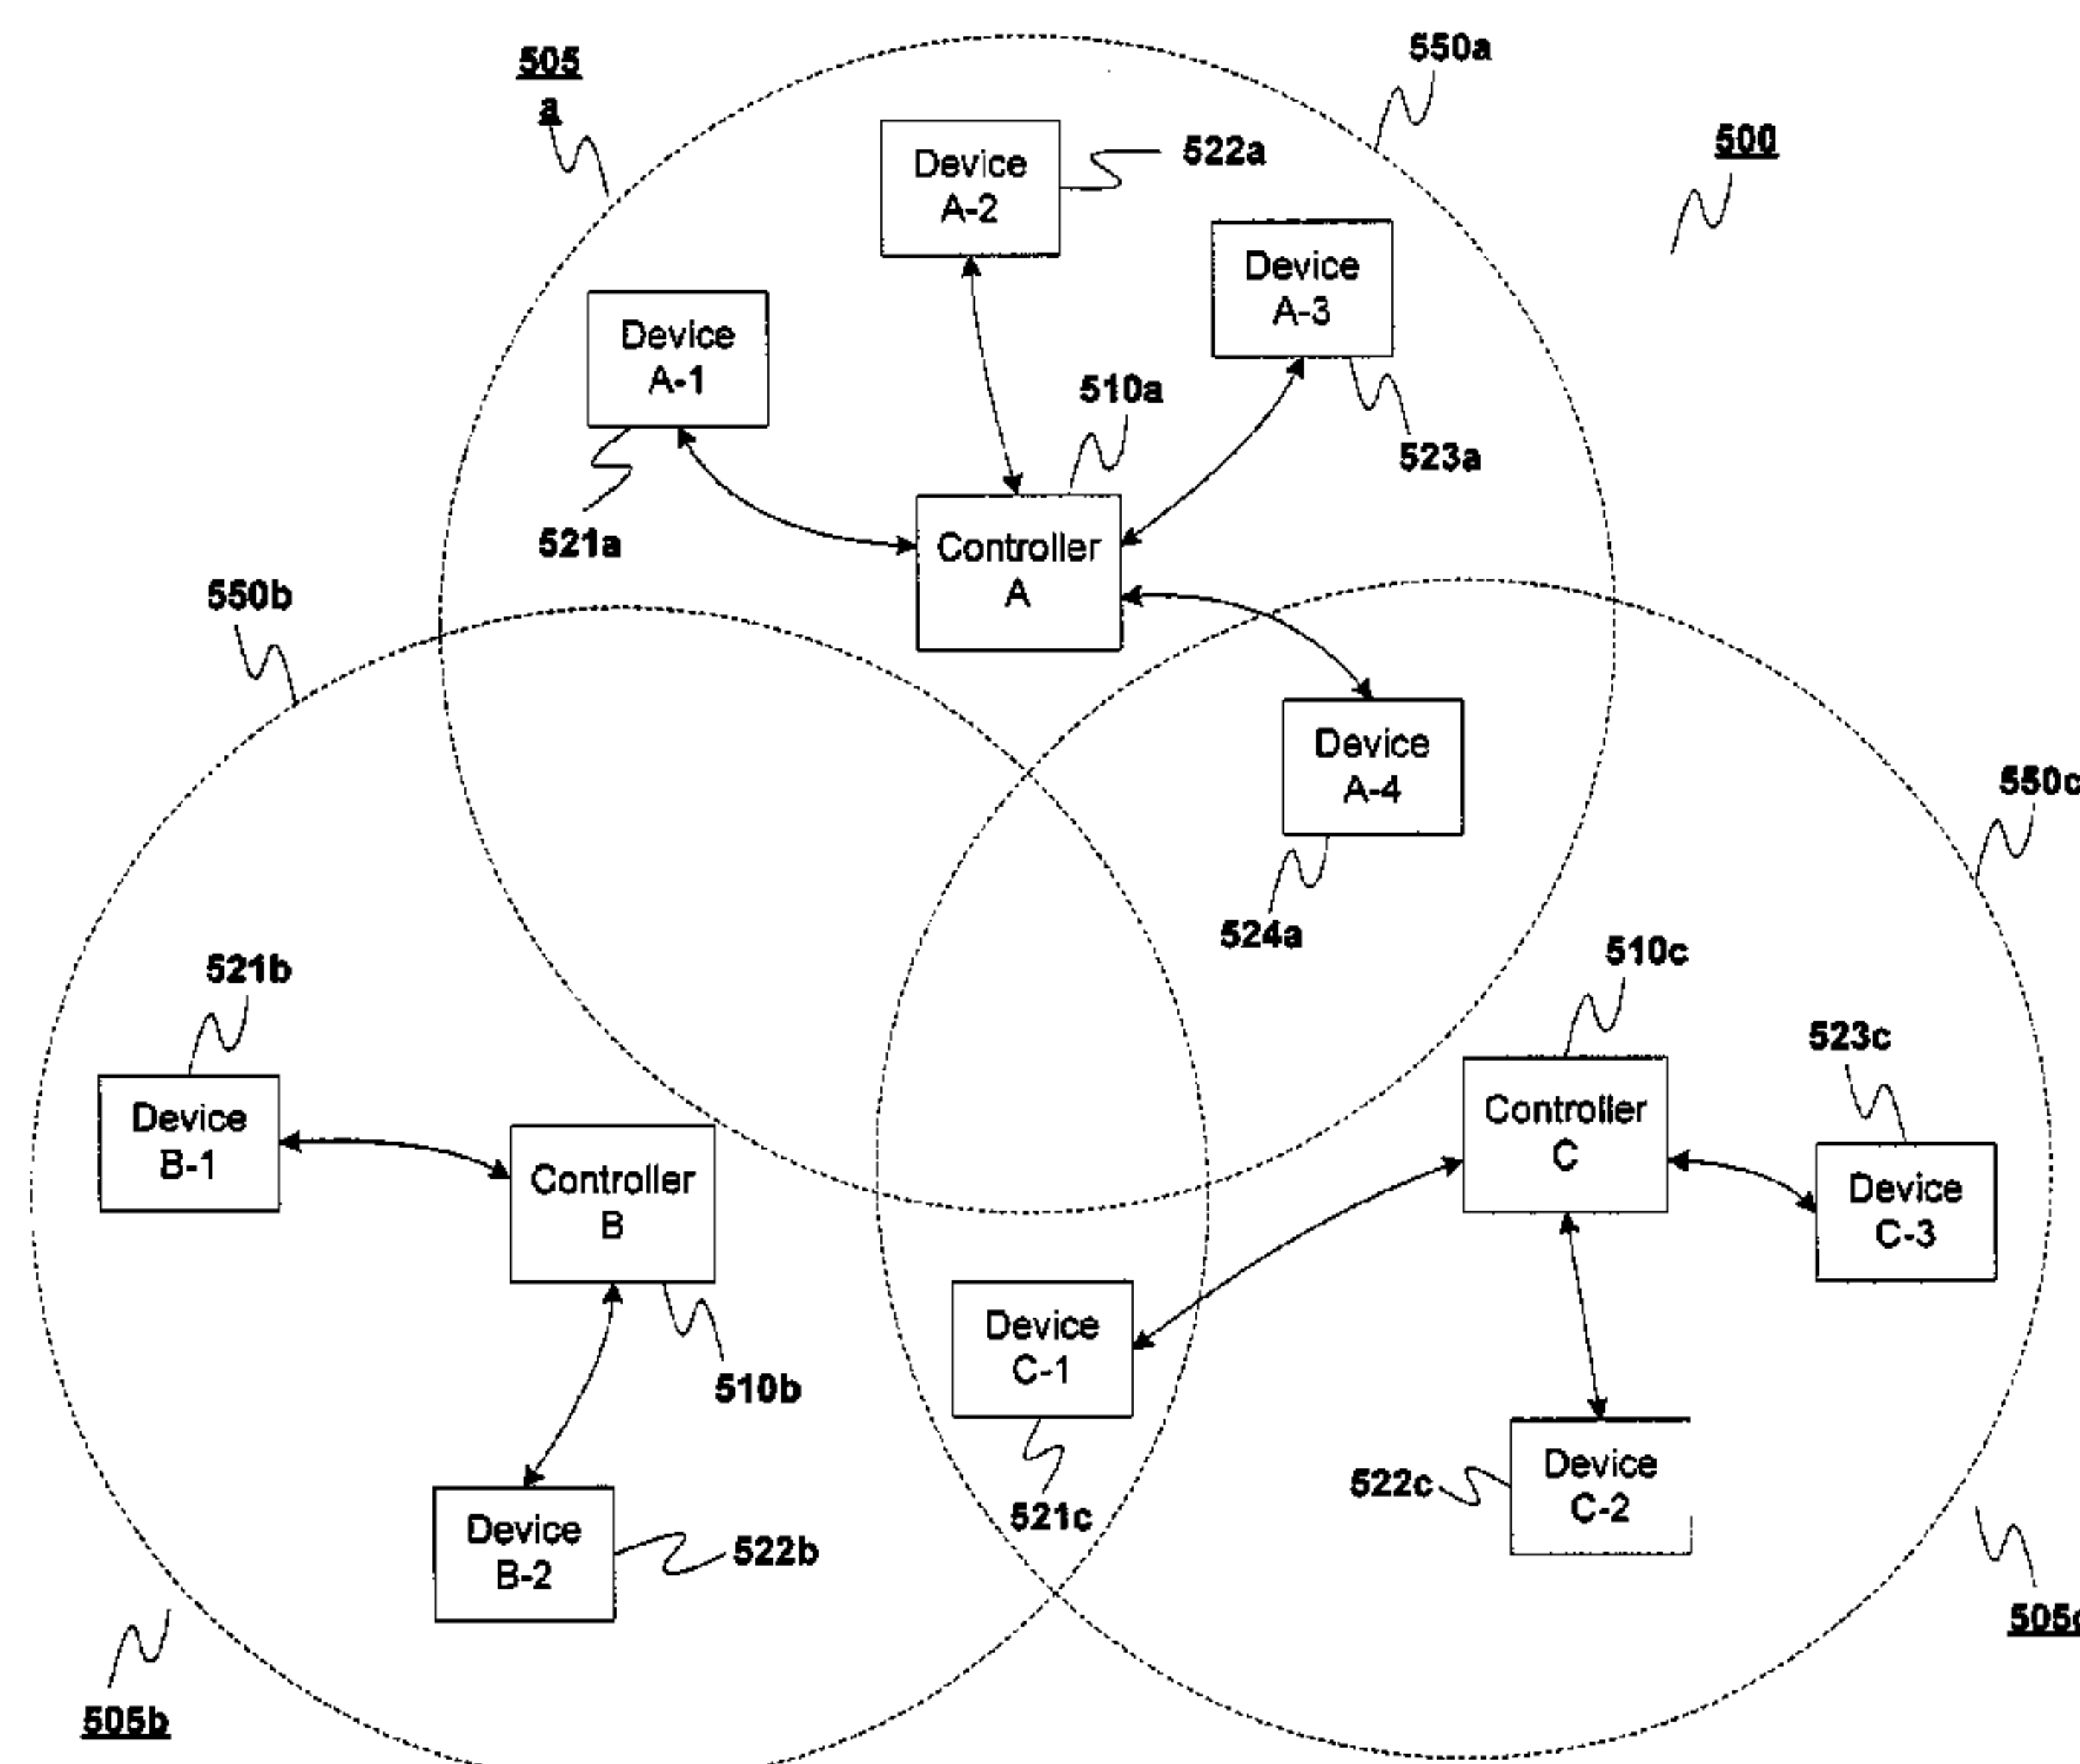 505
a
550a
500
Device
A-2
522a
Device
A-3
523a
Device
A-1
521a
510a
Controller
A
550b
Device
A-4
524a
550c
521b
Device
B-1
Controller
B
510b
Device
B-2
522b
505b
510c
Controller
C
523c
Device
C-3
Device
C-1
521c
522c
Device
C-2
505c